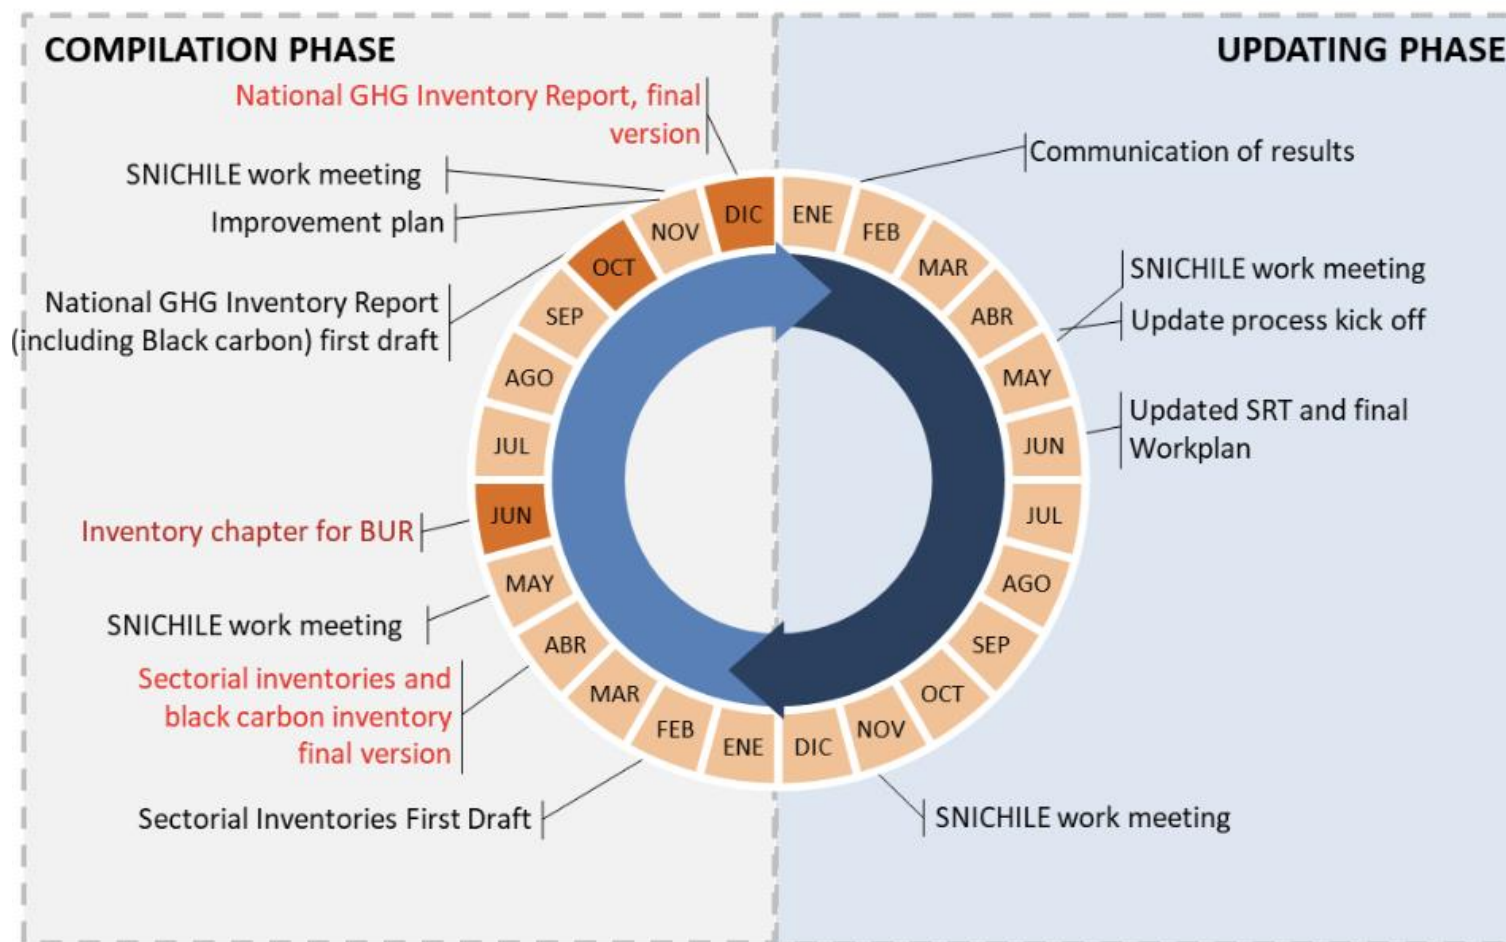 COMPILATION PHASE
UPDATING PHASE
National GHG Inventory Report, final
version
SNICHILE work meeting
Improvement plan
National GHG Inventory Report
(including Black carbon) first draft
Inventory chapter for BUR
SNICHILE work meeting
Sectorial inventories and
black carbon inventory
final version
Sectorial Inventories First Draft
Communication of results
SNICHILE work meeting
Update process kick off
Updated SRT and final
Workplan
SNICHILE work meeting
ENE
FEB
MAR
ABR
MAY
JUN
JUL
AGO
SEP
OCT
NOV
DIC
ENE
FEB
MAR
ABR
MAY
JUN
JUL
AGO
SEP
OCT
NOV
DIC